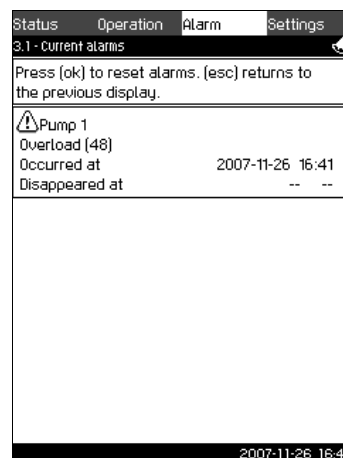 Status Operation Alarm Settings
3.1 - Current alarms
Press (ok) to reset alarms. (esc) returns to
the previous display.
Pump 1
Overload (48)
Occurred at 2007-11-26 16:41
Disappeared at -- --
2007-11-26 16:4